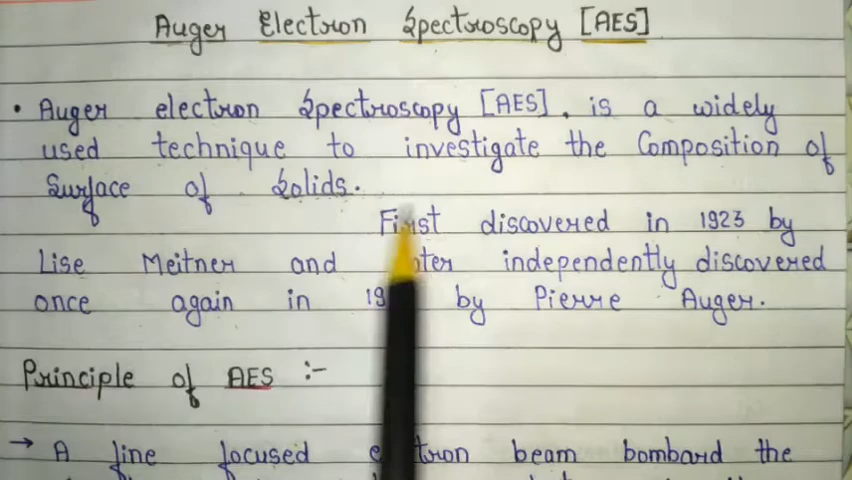 Auger Electron Spectroscopy [AES]
• Auger electron Spectroscopy [AES]. is a widely
used technique to investigate the Composition of
Surface of Solids.
First discovered in 1923 by
Lise Meitner and independently discovered
once again in by Pierre Auger.
Principle of AES :-
→ A fine focused electron beam bombard the